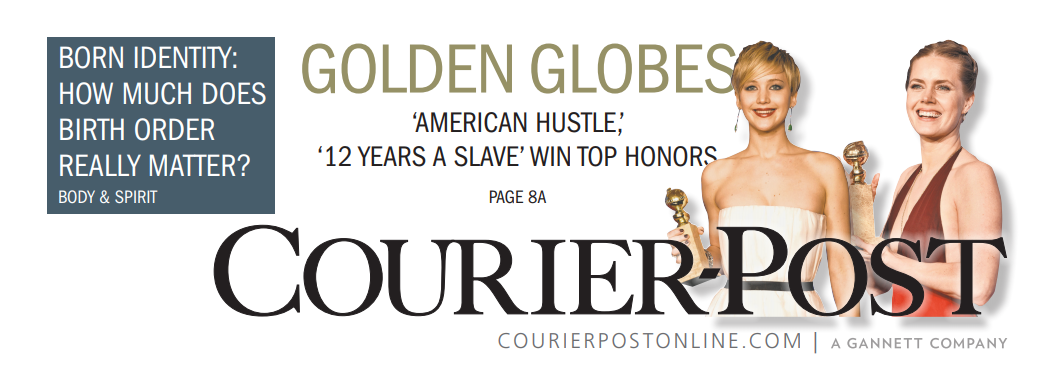 BORN IDENTITY:
HOW MUCH DOES
BIRTH ORDER
REALLY MATTER?
BODY & SPIRIT
GOLDEN GLOBES
‘AMERICAN HUSTLE,’
‘12 YEARS A SLAVE’ WIN TOP HONORS
PAGE 8A
COURIER-POST
COURIERPOSTONLINE.COM | A GANNETT COMPANY